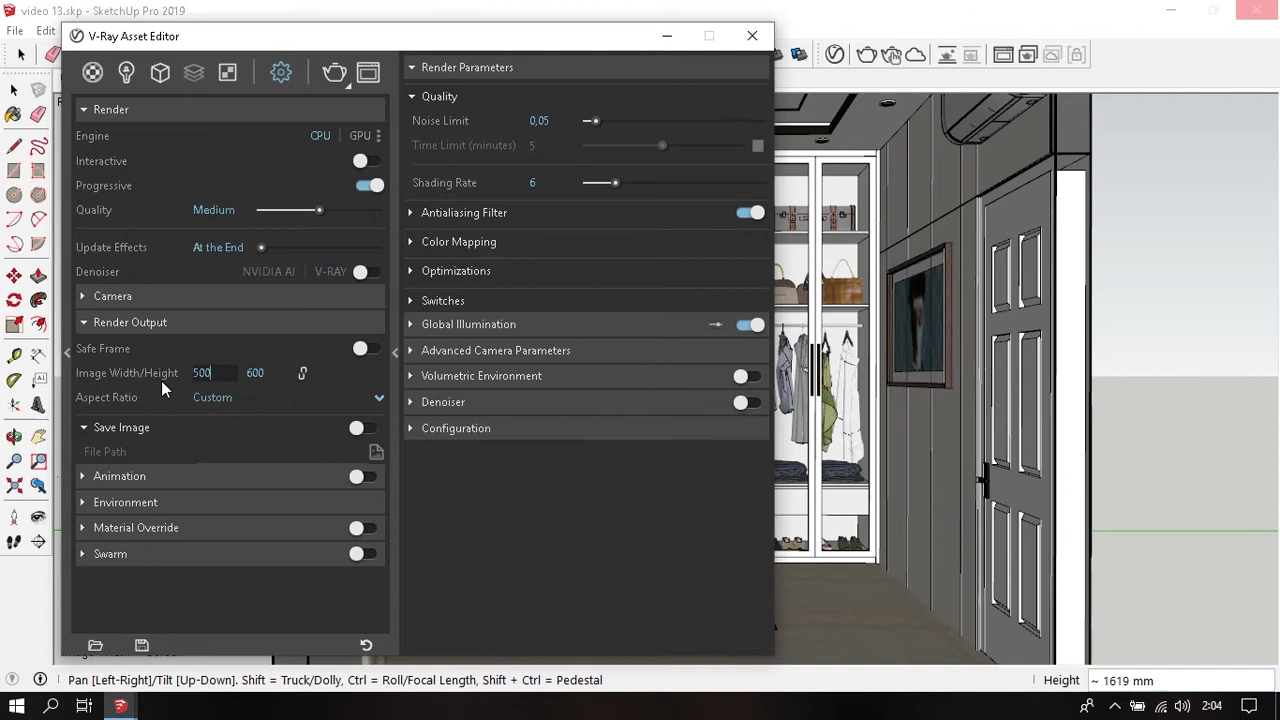 video 13.skp - SketchUp Pro 2019
File Edit
V-Ray Asset Editor
Render
Engine CPU GPU
Interactive
Progressive
Quality Medium
Update Effects At the End
Denoiser NVIDIA AI V-RAY
Camera
Render Output
Safe Frame
Image Width/Height 500 600
Aspect Ratio Custom
Save Image
File Path
Animation
Environment
Material Override
Swarm
Render Parameters
Quality
Noise Limit 0,05
Time Limit (minutes) 5
Shading Rate 6
Antialiasing Filter
Color Mapping
Optimizations
Switches
Global Illumination
Advanced Camera Parameters
Volumetric Environment
Denoiser
Configuration
Pan [Left-Right]/Tilt [Up-Down]. Shift = Truck/Dolly, Ctrl = Roll/Focal Length, Shift + Ctrl = Pedestal
Height ~ 1619 mm
2:04